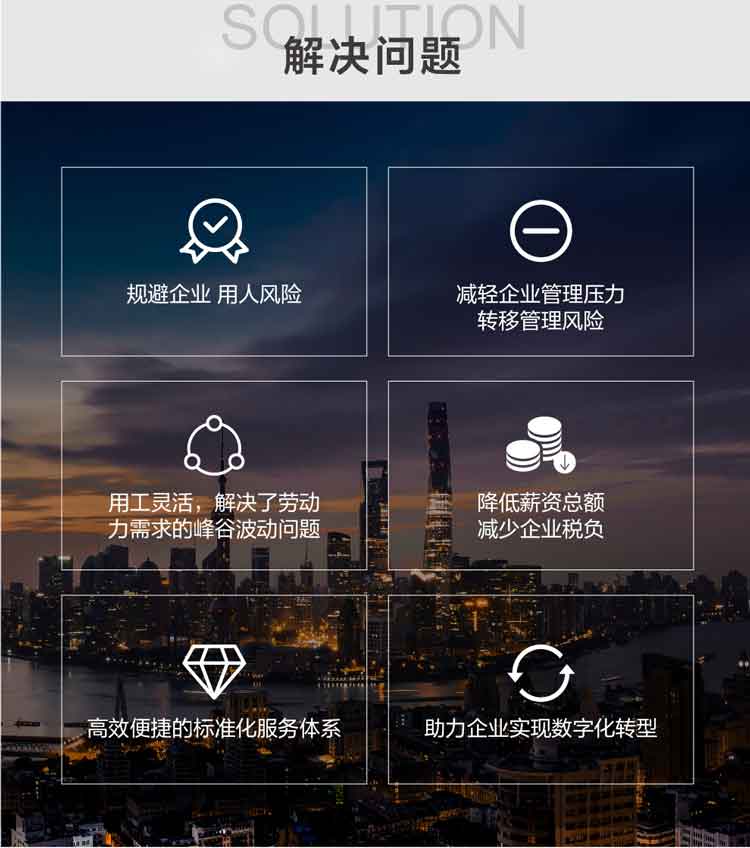 SOLUTION
解决问题
规避企业 用人风险
减轻企业管理压力
转移管理风险
用工灵活，解决了劳动
力需求的峰谷波动问题
降低薪资总额
减少企业税负
高效便捷的标准化服务体系
助力企业实现数字化转型